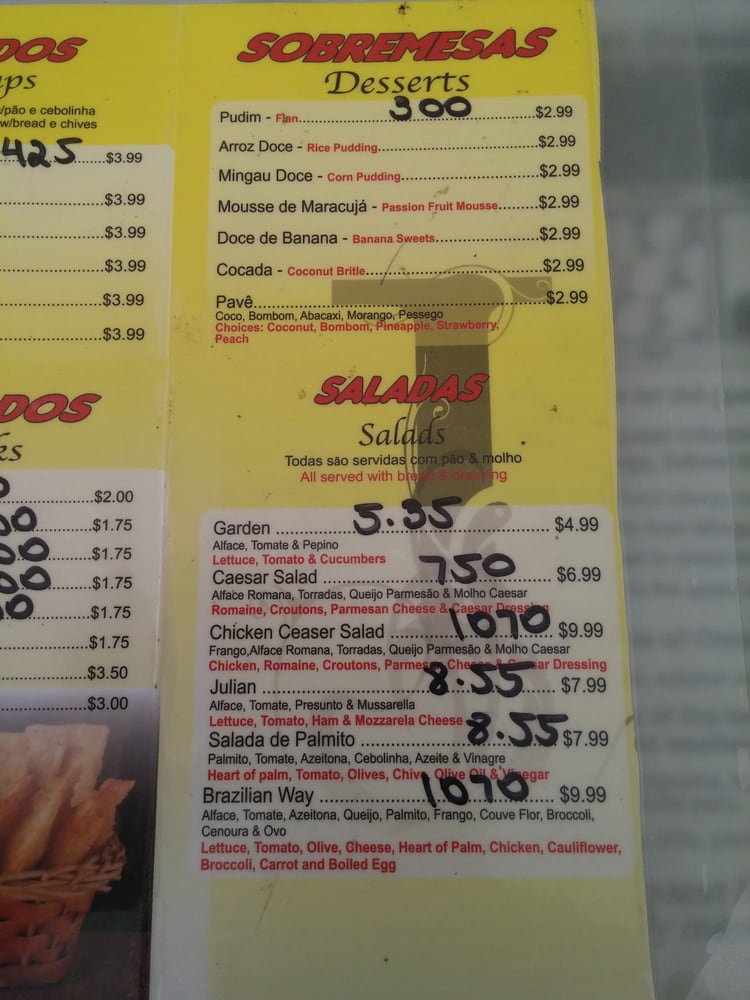 DOS
aps
/pão e cebolinha
w/bread e chives
425 $3.99
$3.99
$3.99
$3.99
$3.99
$3.99
DOS
ks
$2.00
$1.75
$1.75
$1.75
$1.75
$1.75
$3.50
$3.00
SOBREMESAS
Desserts
300
Pudim - Flan $2.99
Arroz Doce - Rice Pudding $2.99
Mingau Doce - Corn Pudding $2.99
Mousse de Maracujá - Passion Fruit Mousse $2.99
Doce de Banana - Banana Sweets $2.99
Cocada - Coconut Britle $2.99
Pavê $2.99
Coco, Bombom, Abacaxi, Morango, Pessego
Choices: Coconut, Bombom, Pineapple, Strawberry,
Peach
SALADAS
Salads
Todas são servidas com pão & molho
All served with bread & dressing
Garden 5.35 $4.99
Alface, Tomate & Pepino
Lettuce, Tomato & Cucumbers
Caesar Salad 750 $6.99
Alface Romana, Torradas, Queijo Parmesão & Molho Caesar
Romaine, Croutons, Parmesan Cheese & Caesar Dressing
Chicken Ceaser Salad 1070 $9.99
Frango,Alface Romana, Torradas, Queijo Parmesão & Molho Caesar
Chicken, Romaine, Croutons, Parmesan Cheese & Caesar Dressing
Julian 8.55 $7.99
Alface, Tomate, Presunto & Mussarella
Lettuce, Tomato, Ham & Mozzarela Cheese
Salada de Palmito 8.55 $7.99
Palmito, Tomate, Azeitona, Cebolinha, Azeite & Vinagre
Heart of palm, Tomato, Olives, Chive, Olive Oil & Vinegar
Brazilian Way 1070 $9.99
Alface, Tomate, Azeitona, Queijo, Palmito, Frango, Couve Flor, Broccoli,
Cenoura & Ovo
Lettuce, Tomato, Olive, Cheese, Heart of Palm, Chicken, Cauliflower,
Broccoli, Carrot and Boiled Egg